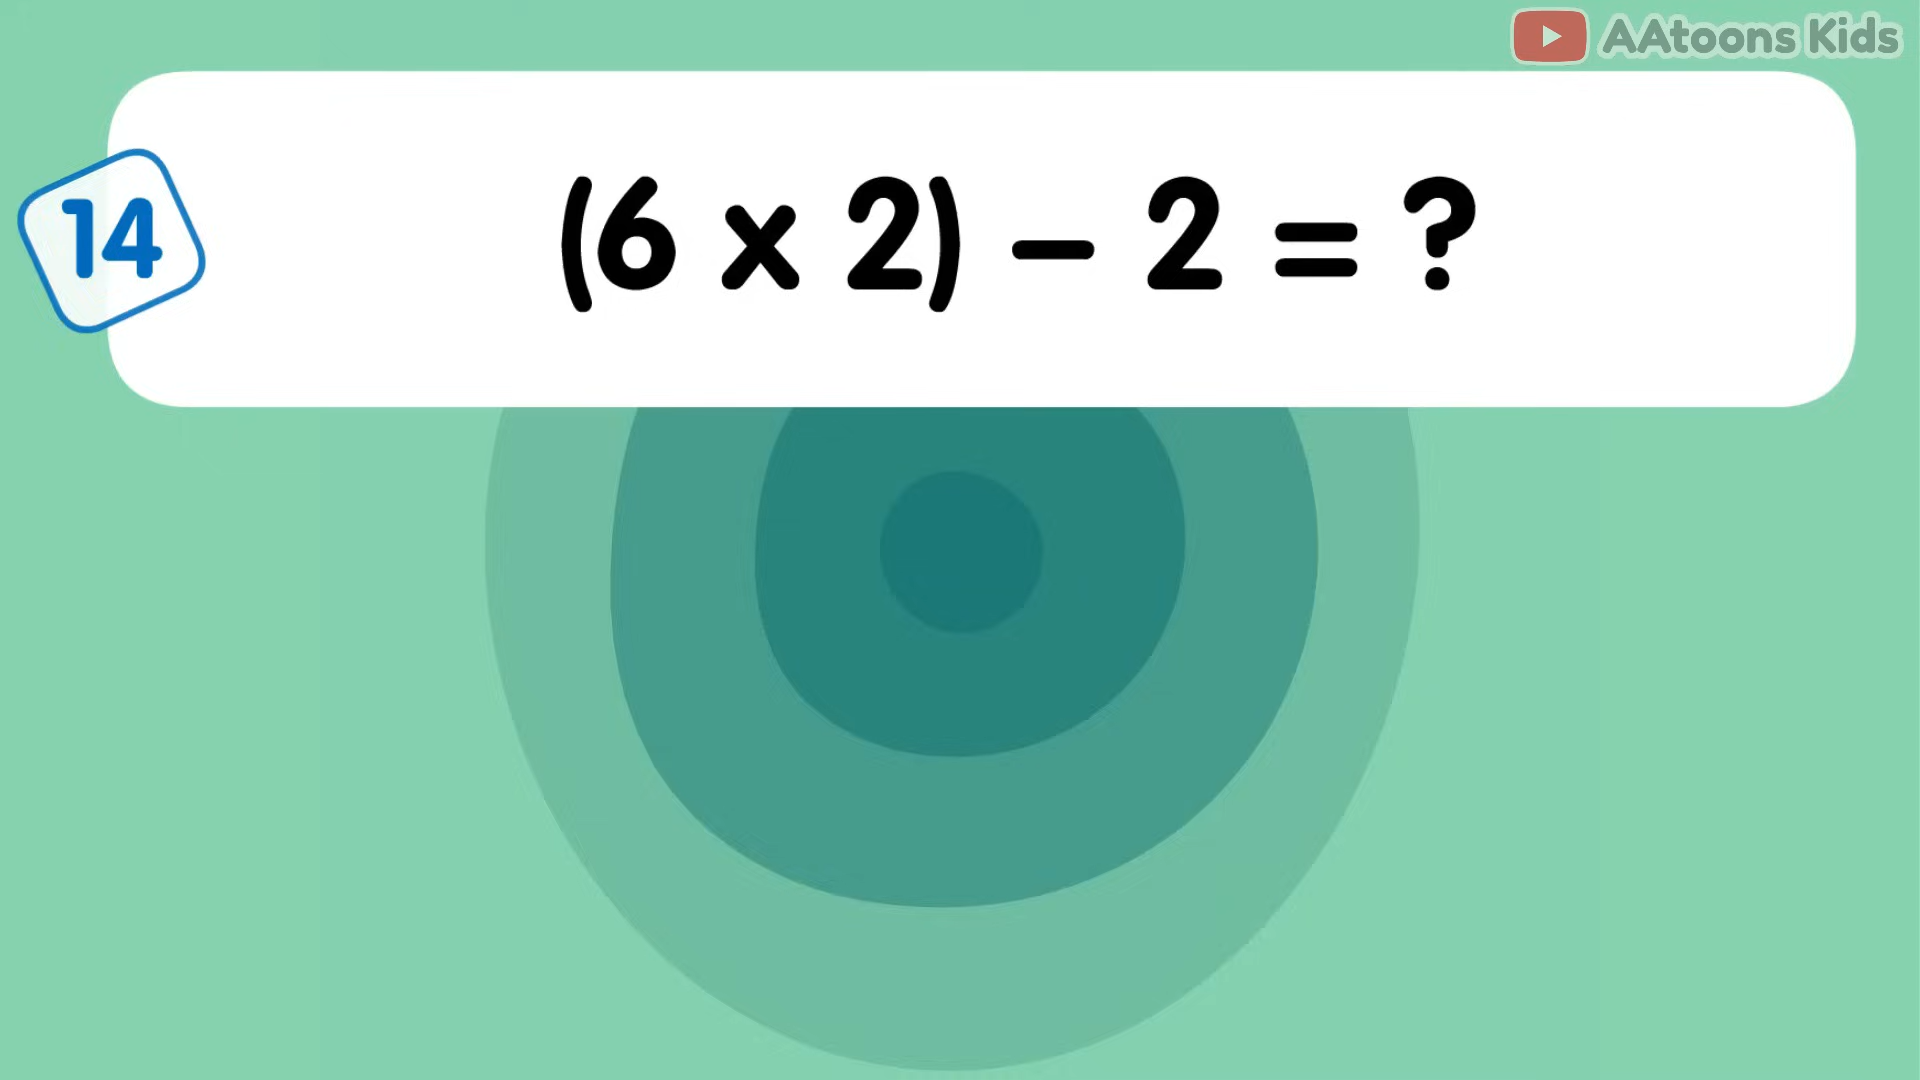 AAtoons Kids
14
(6 x 2) – 2 = ?